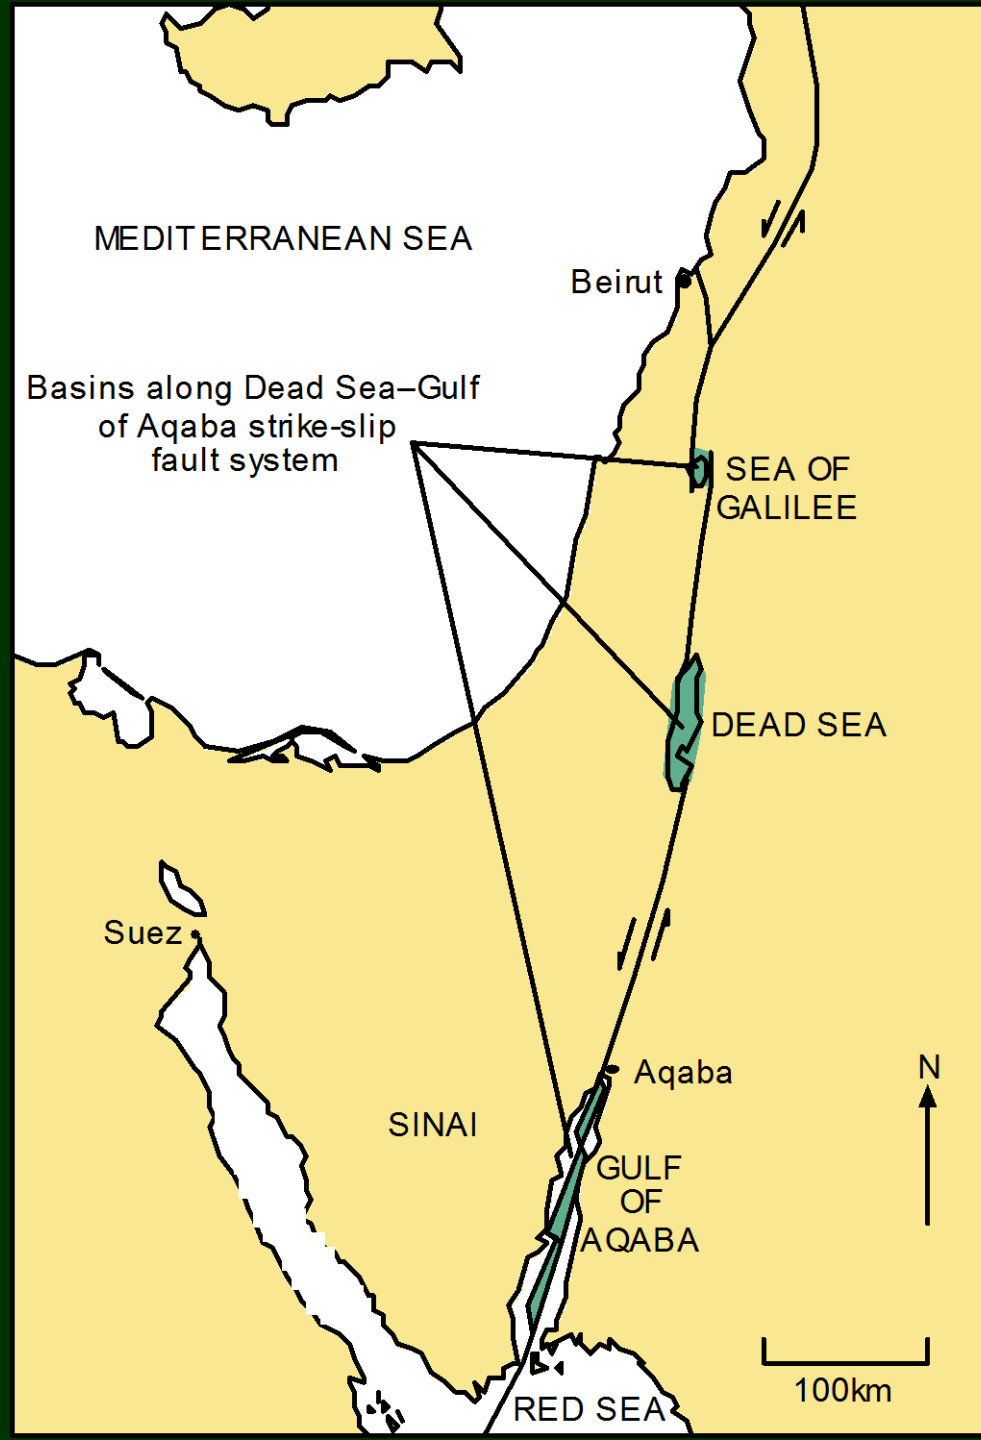 MEDITERRANEAN SEA
Beirut
Basins along Dead Sea–Gulf
of Aqaba strike-slip
fault system
SEA OF
GALILEE
DEAD SEA
Suez
Aqaba
N
SINAI
GULF
OF
AQABA
100km
RED SEA